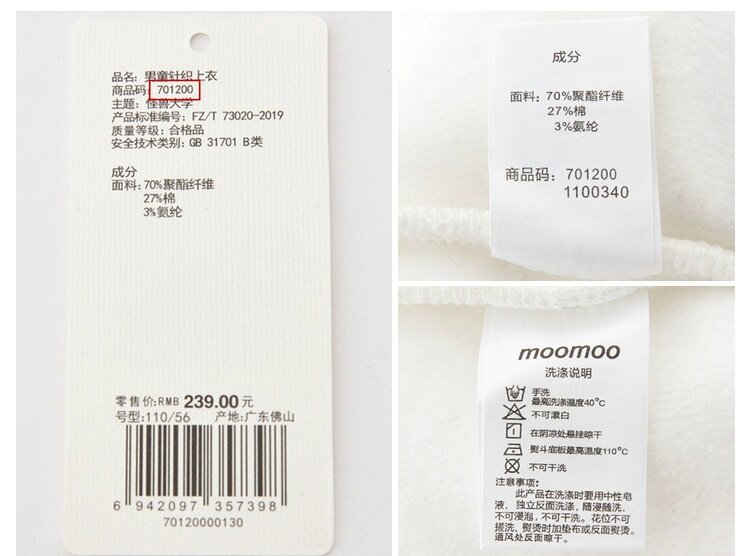 品名: 男童针织上衣
商品码: 701200
主题: 怪兽大学
产品标准编号: FZ/T 73020-2019
质量等级: 合格品
安全技术类别: GB 31701 B类
成分
面料: 70%聚酯纤维
27%棉
3%氨纶
零售价:RMB 239.00元
号型:110/56 产地:广东佛山
6 942097 357398
70120000130
成分
面料: 70%聚酯纤维
27%棉
3%氨纶
商品码: 701200
1100340
moomoo
洗涤说明
手洗
最高洗涤温度40℃
不可漂白
在阴凉处悬挂晾干
熨斗底板最高温度110℃
不可干洗
注意事项:
此产品在洗涤时要用中性皂
液, 独立反面洗涤, 随浸随洗,
不可浸泡, 不可干洗。花位不可
搓洗, 熨烫时加垫布或反面熨烫。
通风处反面晾干。